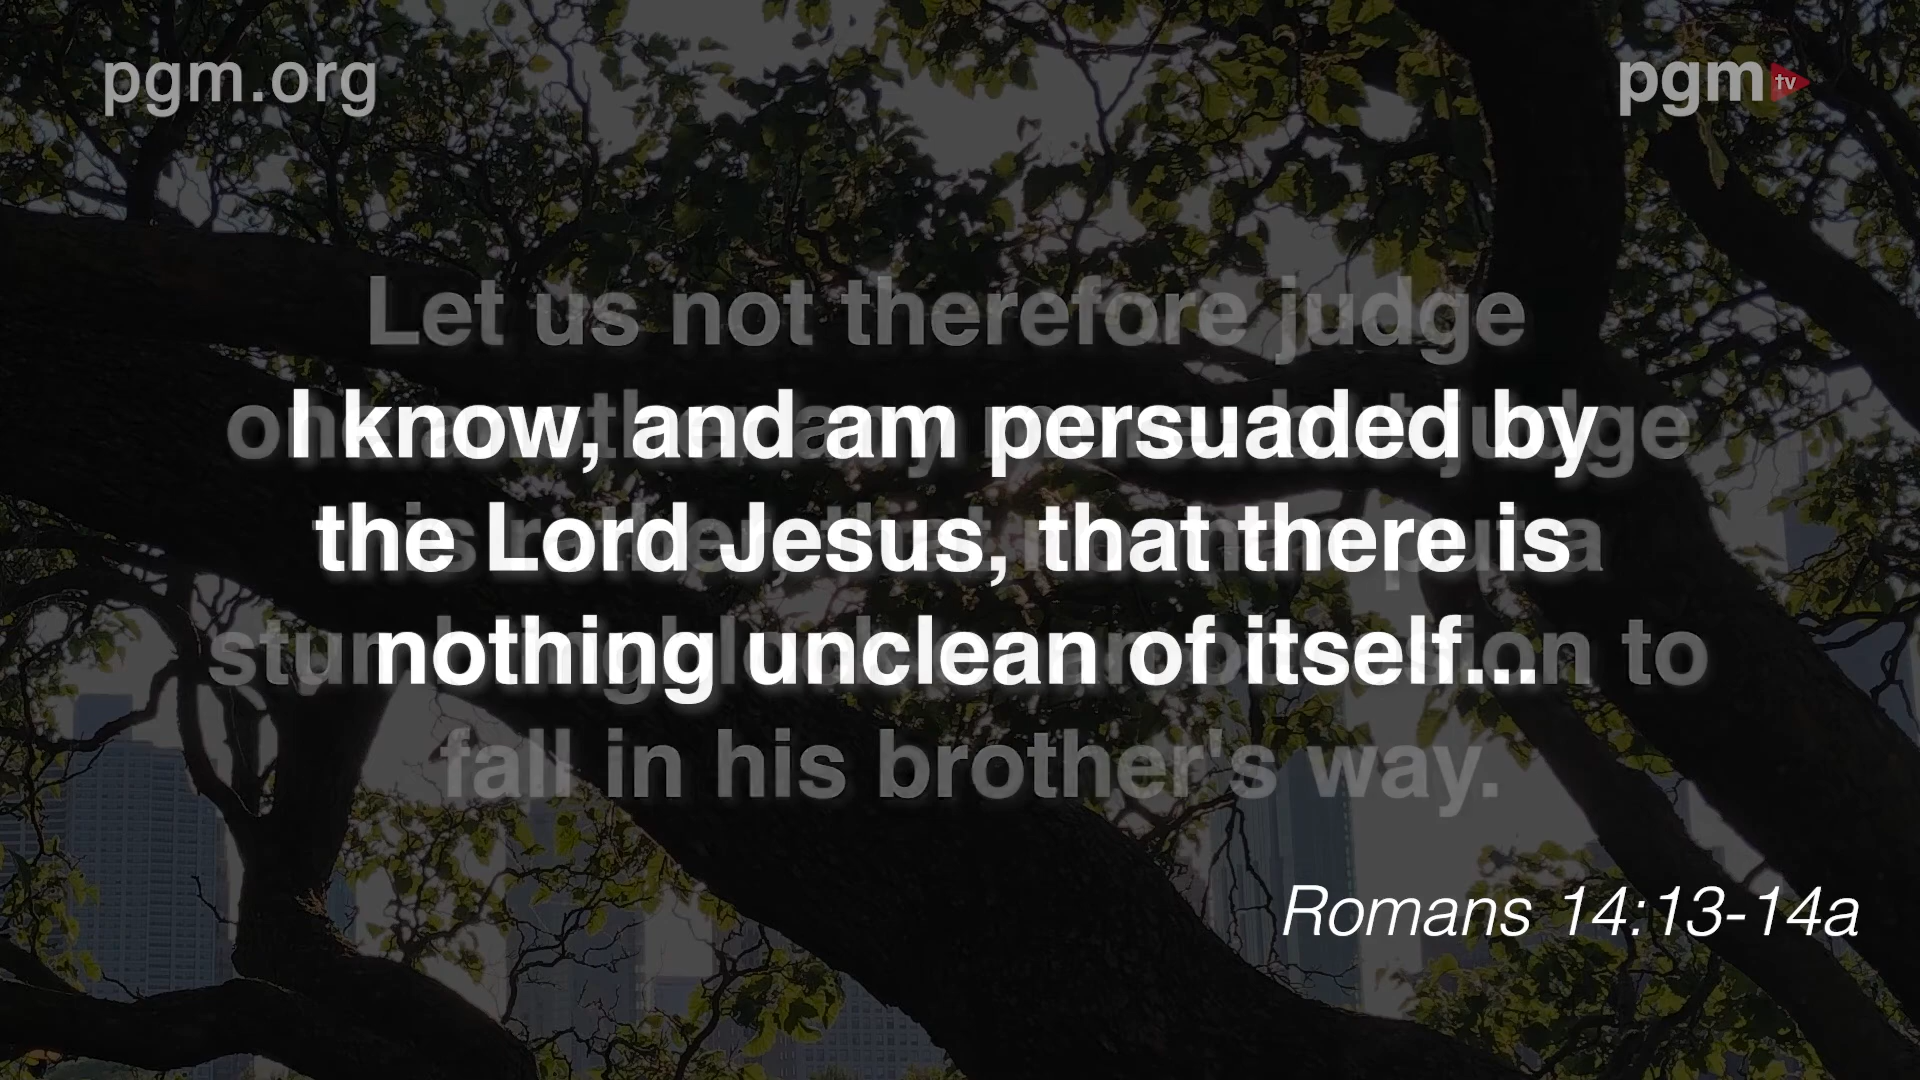 pgm.org
pgm tv
Let us not therefore judge
I know, and am persuaded by
the Lord Jesus, that there is
nothing unclean of itself...
fall in his brother's way.
Romans 14:13-14a